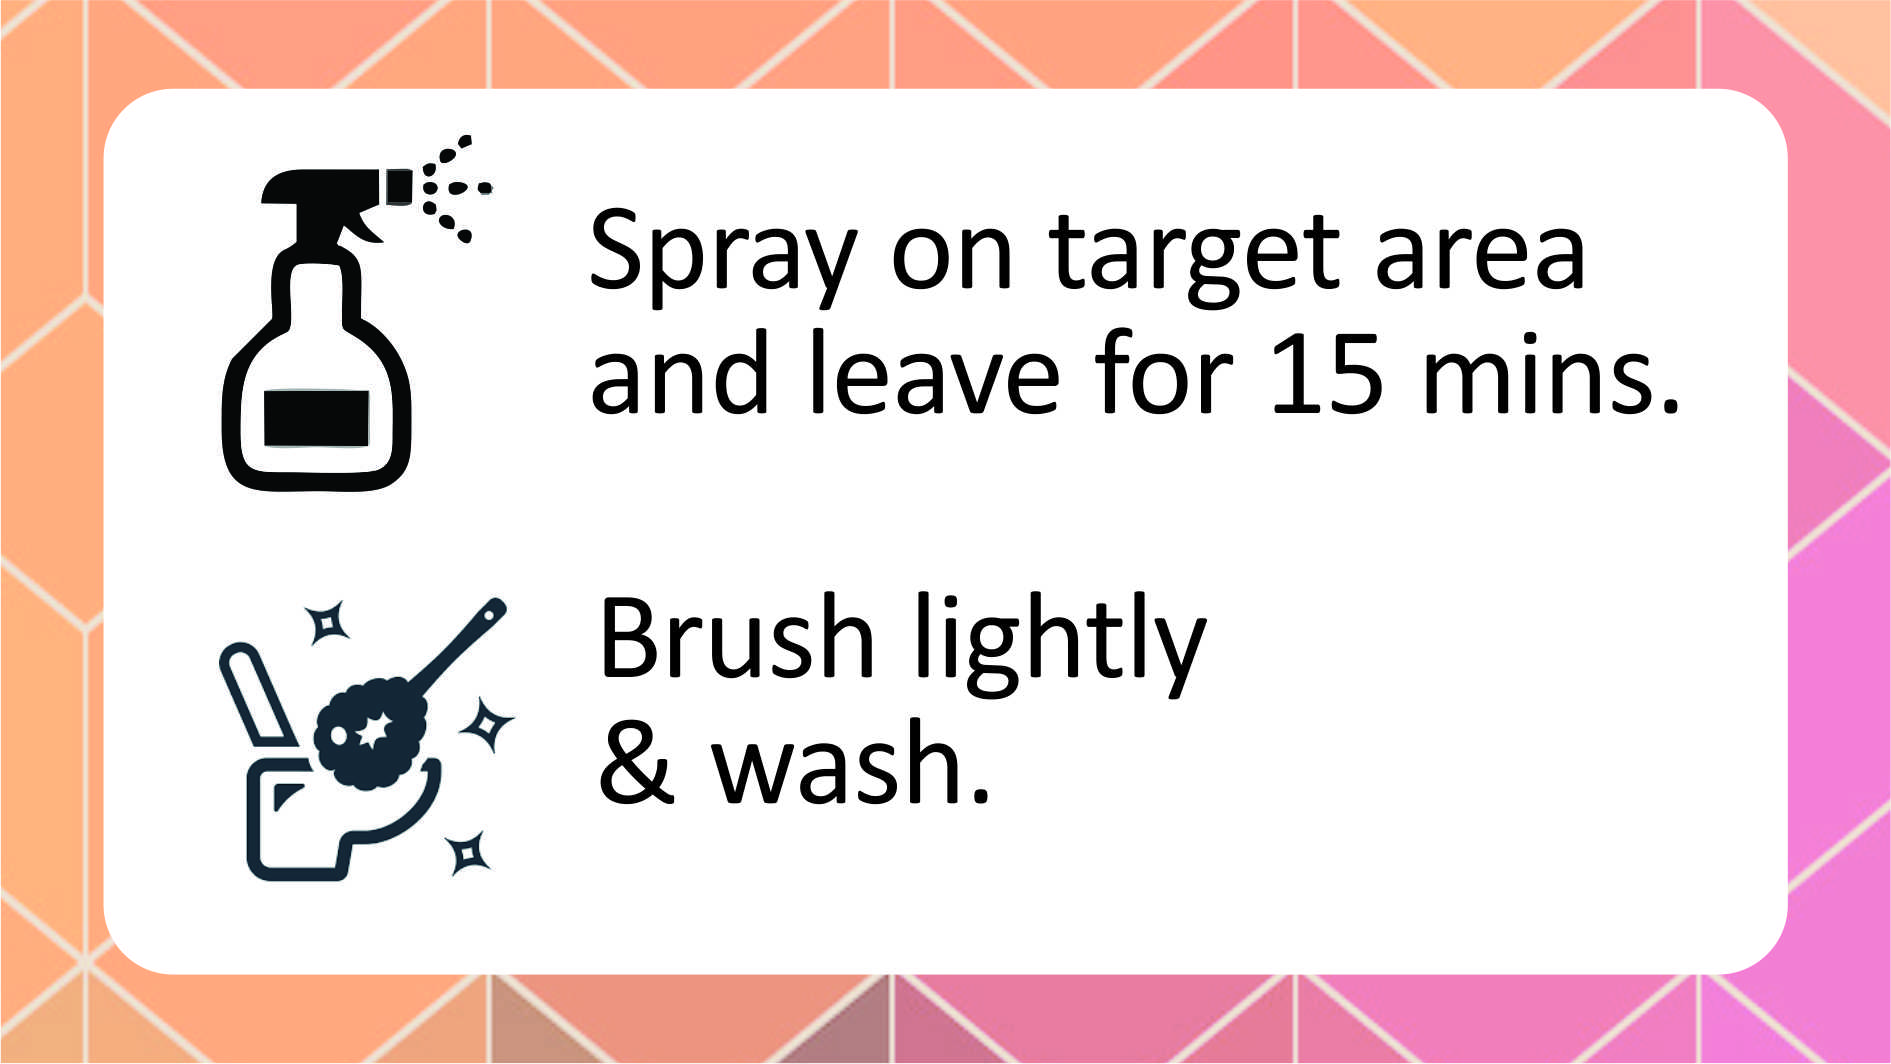 Spray on target area
and leave for 15 mins.
Brush lightly
& wash.